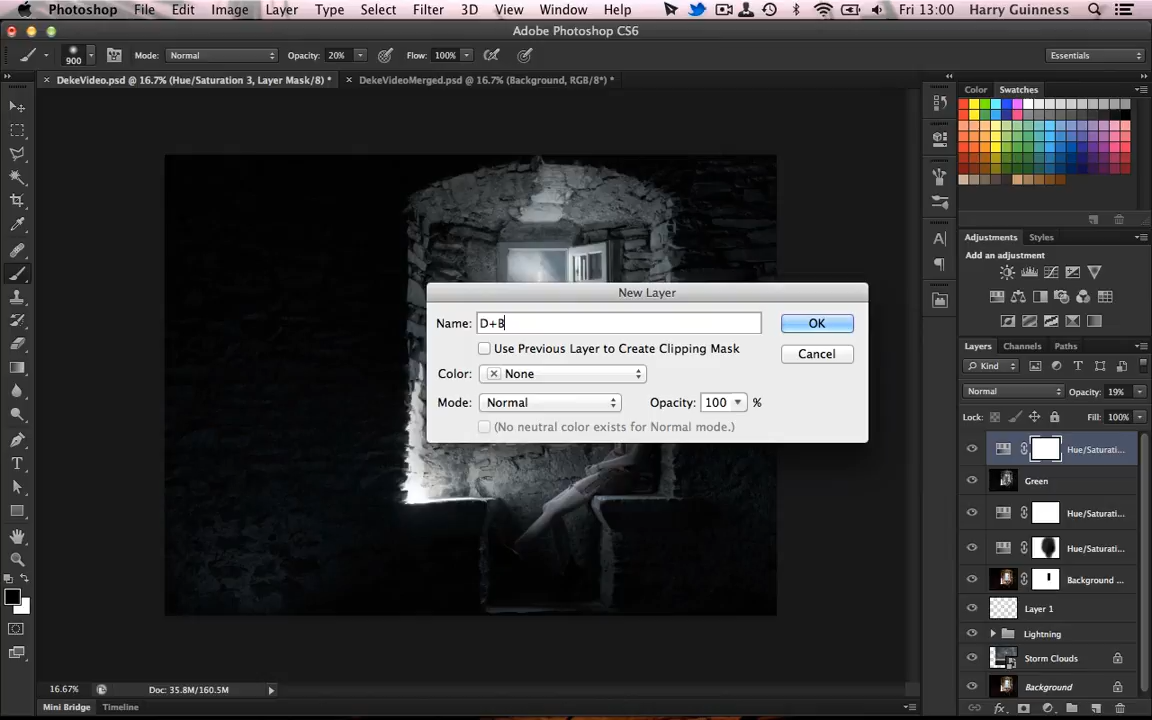 Photoshop File Edit Image Layer Type Select Filter 3D View Window Help Fri 13:00 Harry Guinness
Adobe Photoshop CS6
900 Mode: Normal Opacity: 20% Flow: 100% Essentials
× DekeVideo.psd @ 16.7% (Hue/Saturation 3, Layer Mask/8) * × DekeVideoMerged.psd @ 16.7% (Background, RGB/8*) *
Color Swatches
Adjustments Styles
Add an adjustment
New Layer
Name: D+B OK
Use Previous Layer to Create Clipping Mask Cancel
Color: × None
Mode: Normal Opacity: 100 %
(No neutral color exists for Normal mode.)
Layers Channels Paths
Kind
Normal Opacity: 19%
Lock: Fill: 100%
Hue/Saturati...
Green
Hue/Saturati...
Hue/Saturati...
Background ...
Layer 1
Lightning
Storm Clouds
Background
16.67% Doc: 35.8M/160.5M
Mini Bridge Timeline